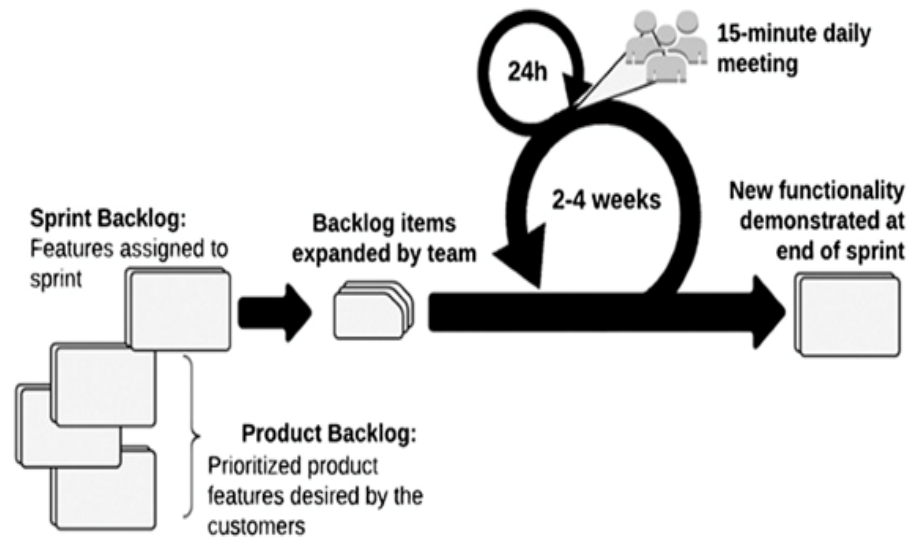 24h
15-minute daily
meeting
2-4 weeks
Sprint Backlog:
Features assigned to
sprint
Backlog items
expanded by team
New functionality
demonstrated at
end of sprint
Product Backlog:
Prioritized product
features desired by the
customers